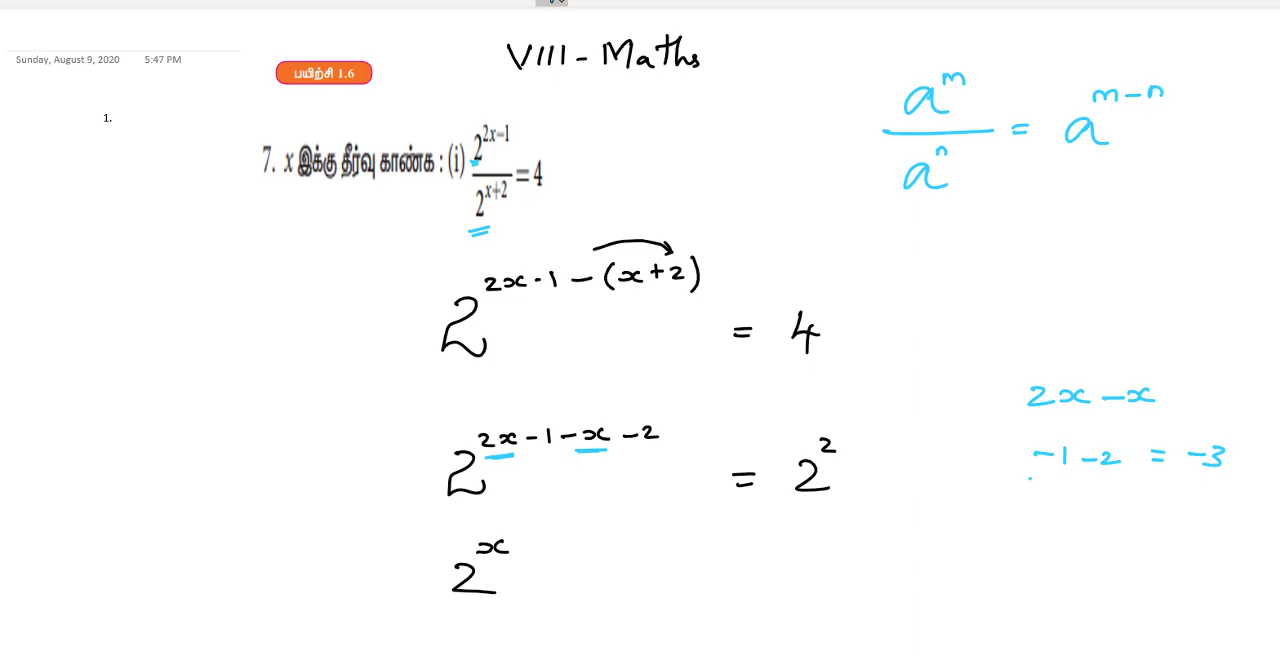 Sunday, August 9, 2020 5:47 PM
VIII - Maths
பயிற்சி 1.6
1.
a^m / a^n = a^(m-n)
7. x இக்கு தீர்வு காண்க : (i) 2^(2x-1) / 2^(x+2) = 4
2^(2x-1-(x+2)) = 4
2x - x
2^(2x-1-x-2) = 2^2
-1 - 2 = -3
2^x